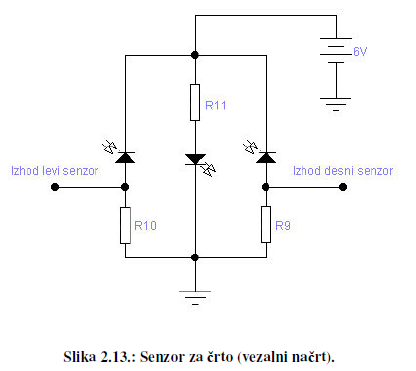 6V
R11
Izhod levi senzor
Izhod desni senzor
R10
R9
Slika 2.13.: Senzor za črto (vezalni načrt).